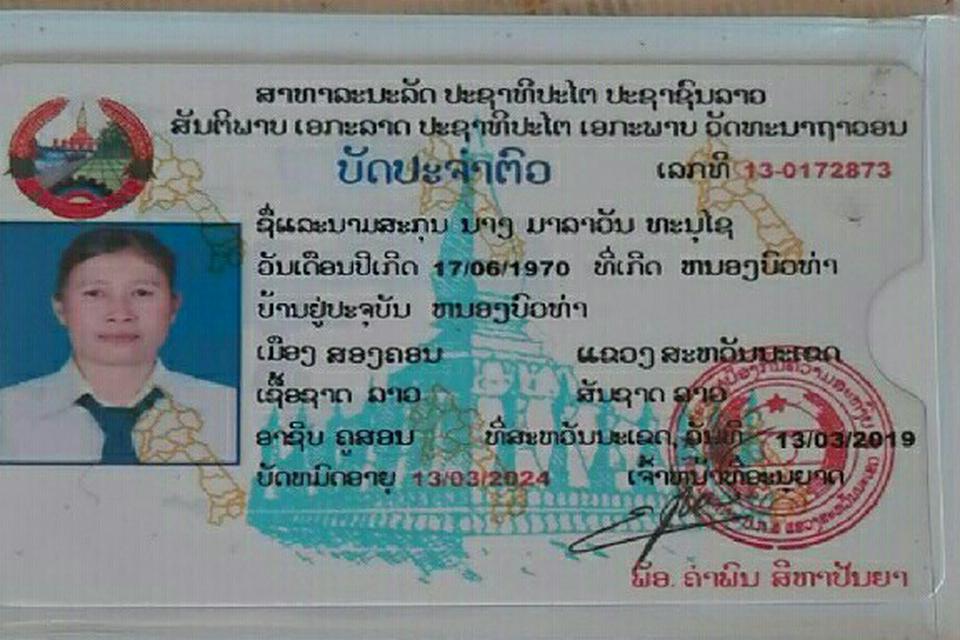 ສາທາລະນະລັດ ປະຊາທິປະໄຕ ປະຊາຊົນລາວ
ສັນຕິພາບ ເອກະລາດ ປະຊາທິປະໄຕ ເອກະພາບ ວັດທະນາຖາວອນ
ບັດປະຈຳຕົວ ເລກທີ 13-0172873
ຊື່ແລະນາມສະກຸນ ນາງ ມາລາວັນ ທະນຸໄຊ
ວັນເດືອນປີເກີດ 17/06/1970 ທີ່ເກີດ ຫນອງບົວທ່າ
ບ້ານຢູ່ປະຈຸບັນ ຫນອງບົວທ່າ
ເມືອງ ສອງຄອນ ແຂວງ ສະຫວັນນະເຂດ
ເຊື້ອຊາດ ລາວ ສັນຊາດ ລາວ
ອາຊີບ ຄູສອນ ທີ່ສະຫວັນນະເຂດ, ວັນທີ 13/03/2019
ບັດຫມົດອາຍຸ 13/03/2024 ເຈົ້າຫນ້າທີ່ອະນຸຍາດ
ພອ. ຄຳພົນ ສີຫາປັນຍາ